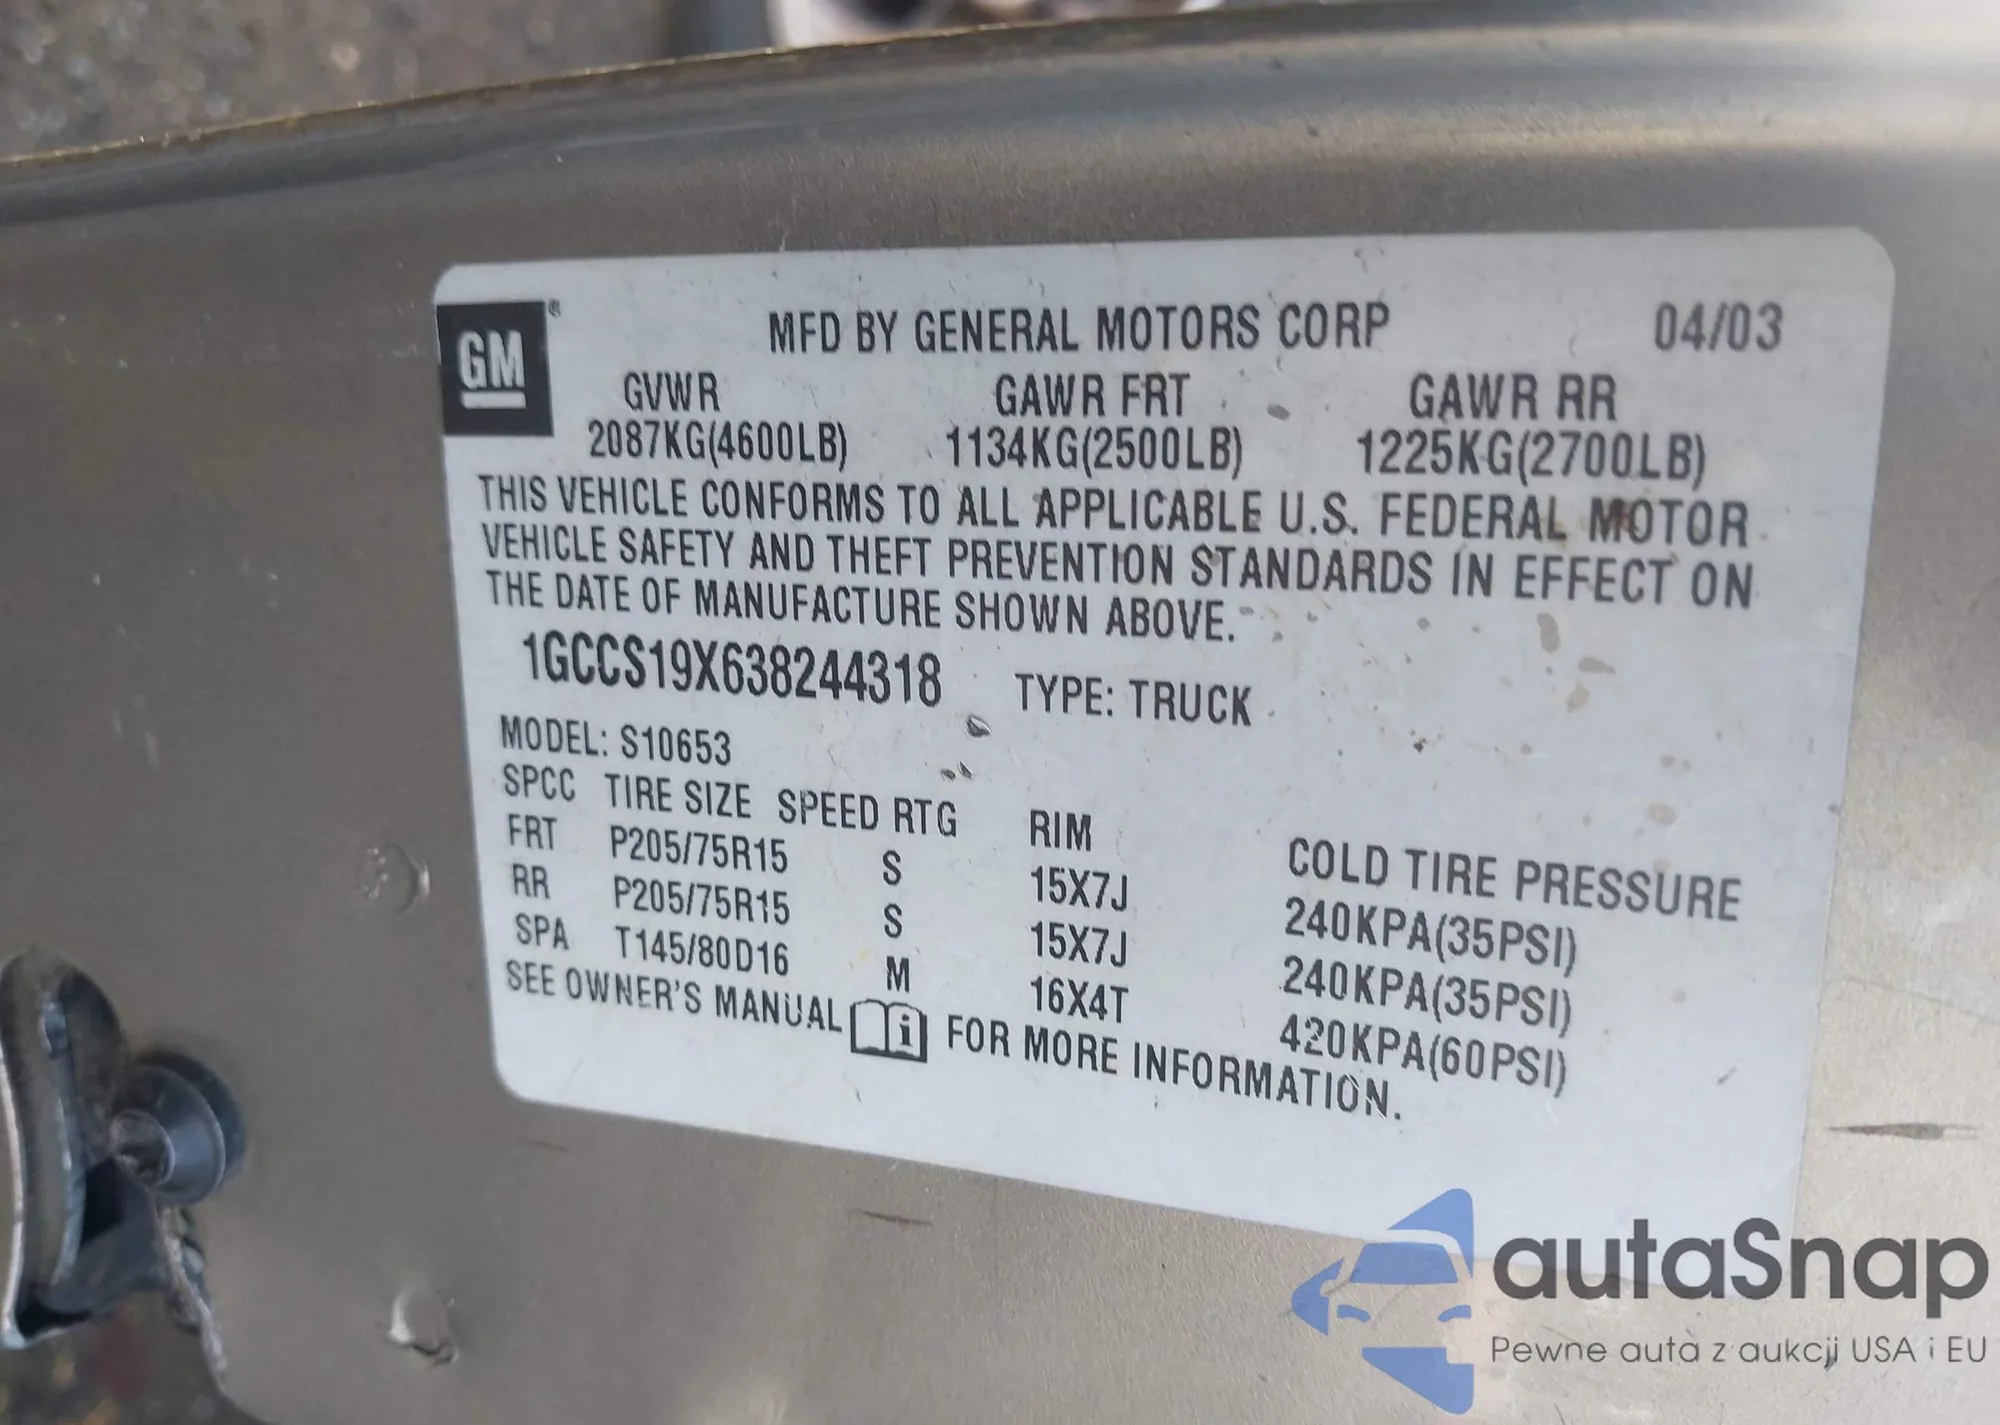 GM ®
MFD BY GENERAL MOTORS CORP 04/03
GVWR GAWR FRT GAWR RR
2087KG(4600LB) 1134KG(2500LB) 1225KG(2700LB)
THIS VEHICLE CONFORMS TO ALL APPLICABLE U.S. FEDERAL MOTOR
VEHICLE SAFETY AND THEFT PREVENTION STANDARDS IN EFFECT ON
THE DATE OF MANUFACTURE SHOWN ABOVE.
1GCCS19X638244318 TYPE: TRUCK
MODEL: S10653
SPCC TIRE SIZE SPEED RTG RIM COLD TIRE PRESSURE
FRT P205/75R15 S 15X7J 240KPA(35PSI)
RR P205/75R15 S 15X7J 240KPA(35PSI)
SPA T145/80D16 M 16X4T 420KPA(60PSI)
SEE OWNER'S MANUAL i FOR MORE INFORMATION.
autaSnap
Pewne auta z aukcji USA i EU